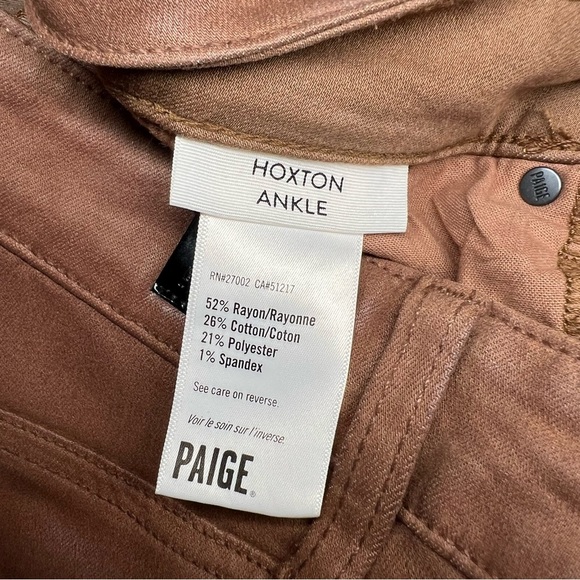 HOXTON
ANKLE
PAIGE
RN#27002 CA#51217
52% Rayon/Rayonne
26% Cotton/Coton
21% Polyester
1% Spandex
See care on reverse.
Voir le soin sur l'inverse.
PAIGE®